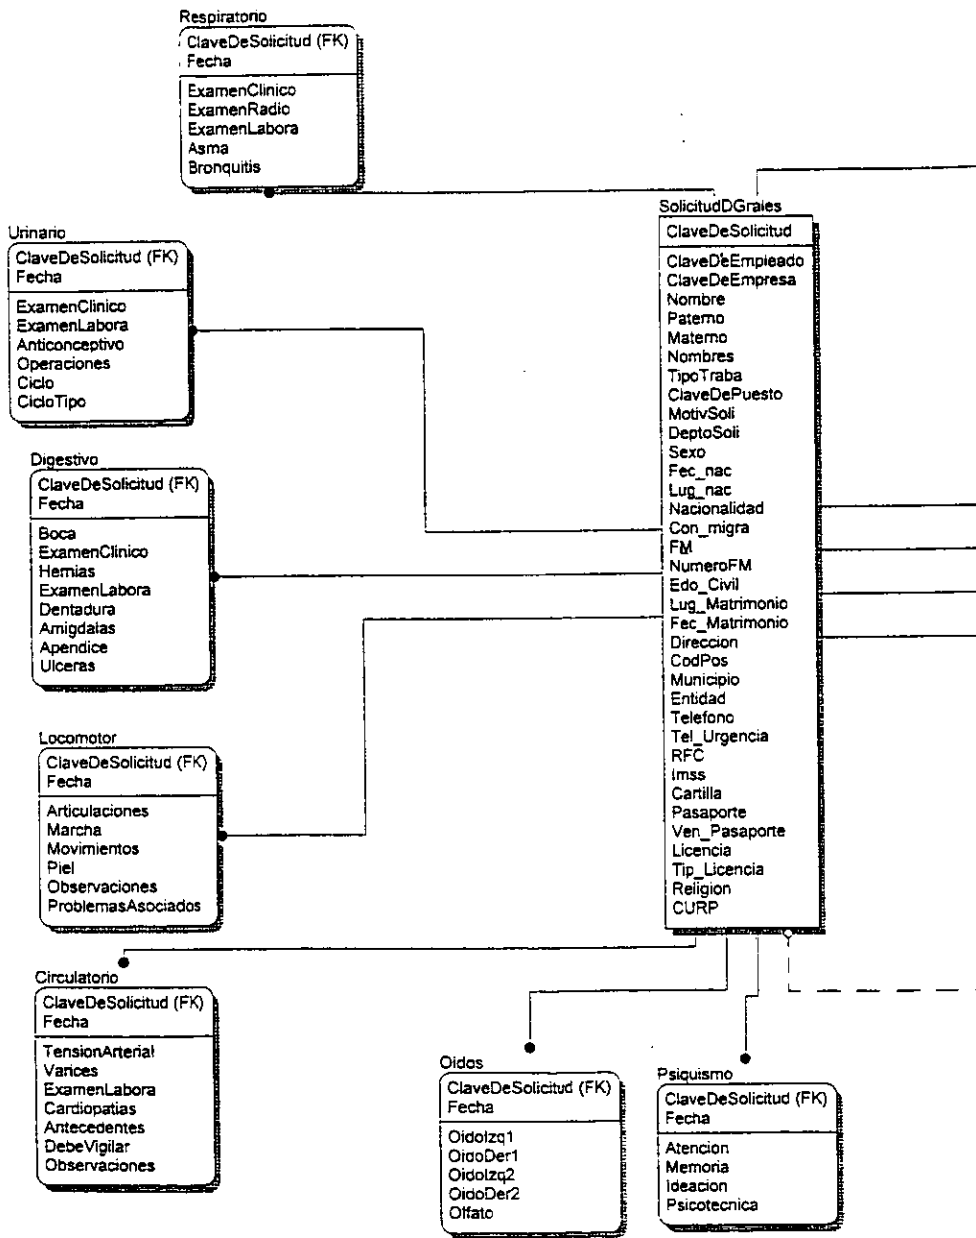 Respiratorio
ClaveDeSolicitud (FK)
Fecha
ExamenClinico
ExamenRadio
ExamenLabora
Asma
Bronquitis
Urinario
ClaveDeSolicitud (FK)
Fecha
ExamenClinico
ExamenLabora
Anticonceptivo
Operaciones
Ciclo
CicloTipo
Digestivo
ClaveDeSolicitud (FK)
Fecha
Boca
ExamenClinico
Hernias
ExamenLabora
Dentadura
Amigdalas
Apendice
Ulceras
Locomotor
ClaveDeSolicitud (FK)
Fecha
Articulaciones
Marcha
Movimientos
Piel
Observaciones
ProblemasAsociados
Circulatorio
ClaveDeSolicitud (FK)
Fecha
TensionArterial
Varices
ExamenLabora
Cardiopatias
Antecedentes
DebeVigilar
Observaciones
SolicitudDGrales
ClaveDeSolicitud
ClaveDeEmpleado
ClaveDeEmpresa
Nombre
Paterno
Materno
Nombres
TipoTraba
ClaveDePuesto
MotivSoli
DeptoSoli
Sexo
Fec_nac
Lug_nac
Nacionalidad
Con_migra
FM
NumeroFM
Edo_Civil
Lug_Matrimonio
Fec_Matrimonio
Direccion
CodPos
Municipio
Entidad
Telefono
Tel_Urgencia
RFC
Imss
Cartilla
Pasaporte
Ven_Pasaporte
Licencia
Tip_Licencia
Religion
CURP
Oidos
ClaveDeSolicitud (FK)
Fecha
OidoIzq1
OidoDer1
OidoIzq2
OidoDer2
Olfato
Psiquismo
ClaveDeSolicitud (FK)
Fecha
Atencion
Memoria
Ideacion
Psicotecnica